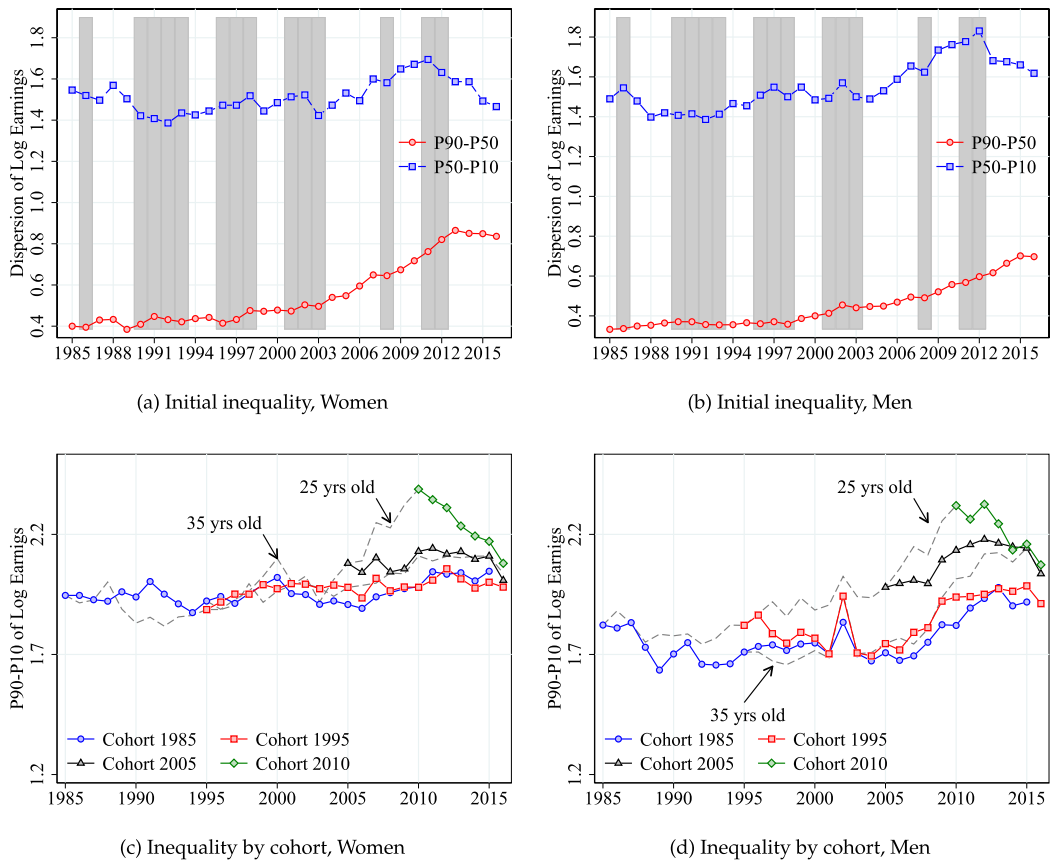 Dispersion of Log Earnings
1.8
1.6
1.4
1.2
1.0
0.8
0.6
0.4
P90-P50
P50-P10
1985 1988 1991 1994 1997 2000 2003 2006 2009 2012 2015
(a) Initial inequality, Women
Dispersion of Log Earnings
1.8
1.6
1.4
1.2
1.0
0.8
0.6
0.4
P90-P50
P50-P10
1985 1988 1991 1994 1997 2000 2003 2006 2009 2012 2015
(b) Initial inequality, Men
P90-P10 of Log Earnigs
2.2
1.7
1.2
25 yrs old
35 yrs old
Cohort 1985 Cohort 1995
Cohort 2005 Cohort 2010
1985 1990 1995 2000 2005 2010 2015
(c) Inequality by cohort, Women
P90-P10 of Log Earnigs
2.2
1.7
1.2
25 yrs old
35 yrs old
Cohort 1985 Cohort 1995
Cohort 2005 Cohort 2010
1985 1990 1995 2000 2005 2010 2015
(d) Inequality by cohort, Men